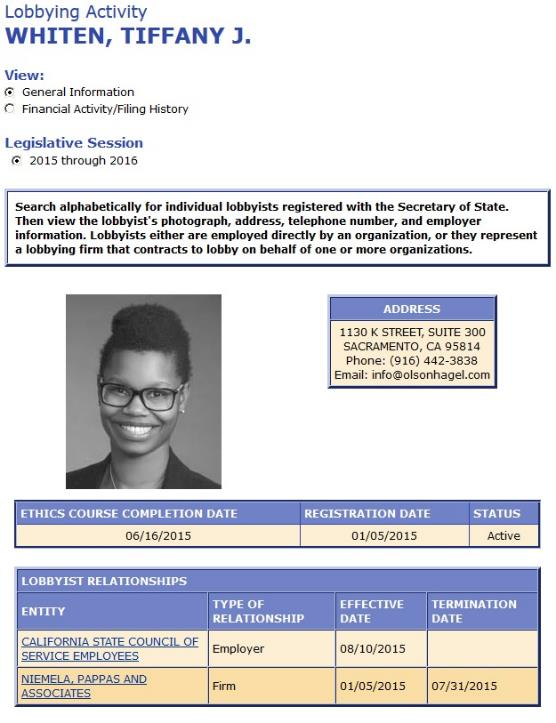 Lobbying Activity
WHITEN, TIFFANY J.
View:
General Information
Financial Activity/Filing History
Legislative Session
2015 through 2016
Search alphabetically for individual lobbyists registered with the Secretary of State.
Then view the lobbyist's photograph, address, telephone number, and employer
information. Lobbyists either are employed directly by an organization, or they represent
a lobbying firm that contracts to lobby on behalf of one or more organizations.
ADDRESS
1130 K STREET, SUITE 300
SACRAMENTO, CA 95814
Phone: (916) 442-3838
Email: info@olsonhagel.com
ETHICS COURSE COMPLETION DATE REGISTRATION DATE STATUS
06/16/2015 01/05/2015 Active
LOBBYIST RELATIONSHIPS
ENTITY TYPE OF RELATIONSHIP EFFECTIVE DATE TERMINATION DATE
CALIFORNIA STATE COUNCIL OF
SERVICE EMPLOYEES Employer 08/10/2015
NIEMELA, PAPPAS AND
ASSOCIATES Firm 01/05/2015 07/31/2015